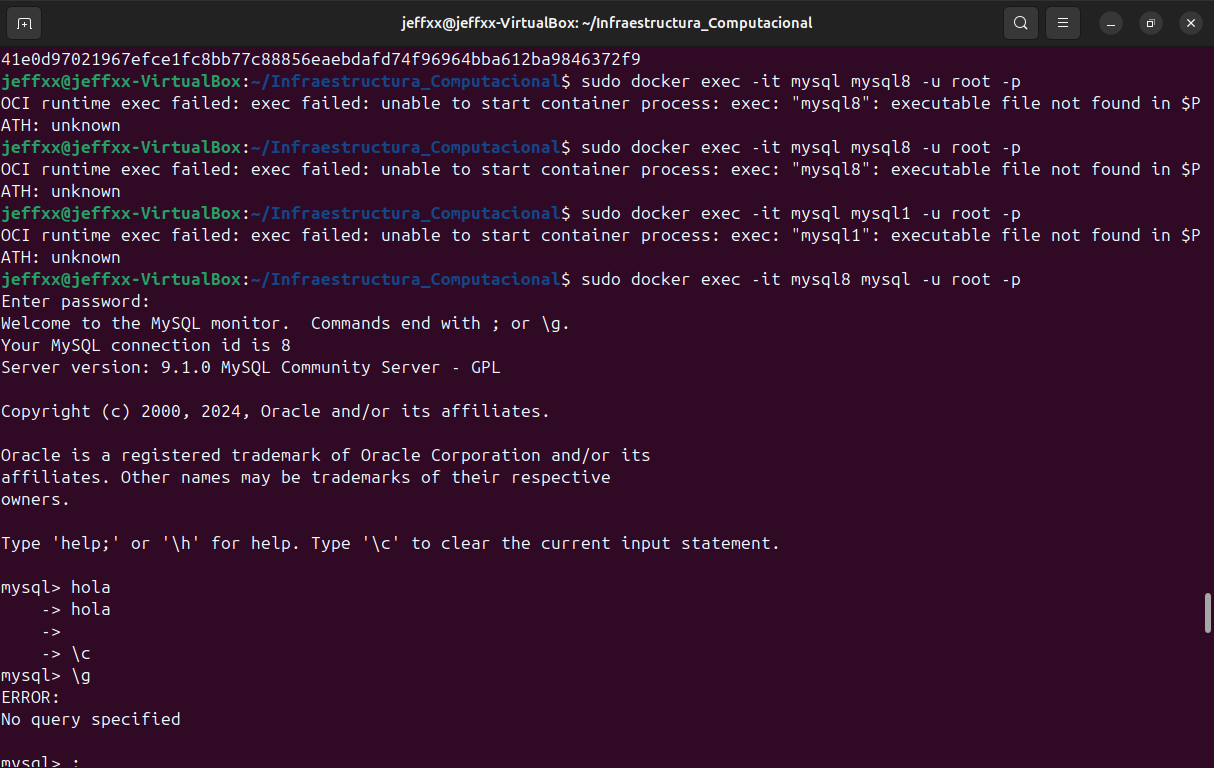 jeffxx@jeffxx-VirtualBox: ~/Infraestructura_Computacional
41e0d97021967efce1fc8bb77c88856eaebdafd74f96964bba612ba9846372f9
jeffxx@jeffxx-VirtualBox:~/Infraestructura_Computacional$ sudo docker exec -it mysql mysql8 -u root -p
OCI runtime exec failed: exec failed: unable to start container process: exec: "mysql8": executable file not found in $P
ATH: unknown
jeffxx@jeffxx-VirtualBox:~/Infraestructura_Computacional$ sudo docker exec -it mysql mysql8 -u root -p
OCI runtime exec failed: exec failed: unable to start container process: exec: "mysql8": executable file not found in $P
ATH: unknown
jeffxx@jeffxx-VirtualBox:~/Infraestructura_Computacional$ sudo docker exec -it mysql mysql1 -u root -p
OCI runtime exec failed: exec failed: unable to start container process: exec: "mysql1": executable file not found in $P
ATH: unknown
jeffxx@jeffxx-VirtualBox:~/Infraestructura_Computacional$ sudo docker exec -it mysql8 mysql -u root -p
Enter password:
Welcome to the MySQL monitor.  Commands end with ; or \g.
Your MySQL connection id is 8
Server version: 9.1.0 MySQL Community Server - GPL
Copyright (c) 2000, 2024, Oracle and/or its affiliates.
Oracle is a registered trademark of Oracle Corporation and/or its
affiliates. Other names may be trademarks of their respective
owners.
Type 'help;' or '\h' for help. Type '\c' to clear the current input statement.
mysql> hola
    -> hola
    ->
    -> \c
mysql> \g
ERROR:
No query specified
mysql> ;